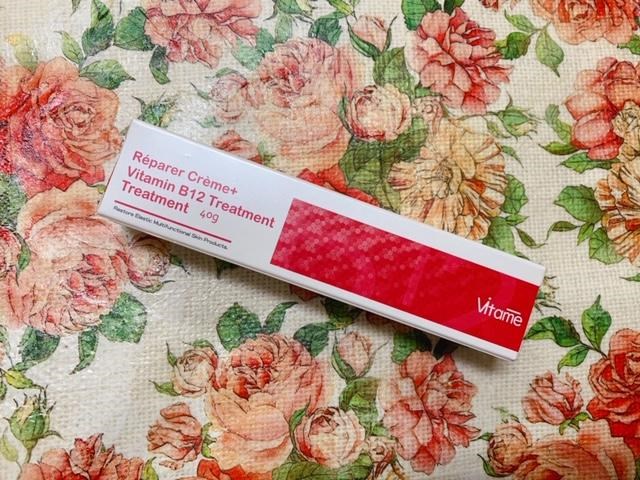 Réparer Crème+
Vitamin B12 Treatment
Treatment 40g
Restore Elastic Multifunctional Skin Products.
Vitamē